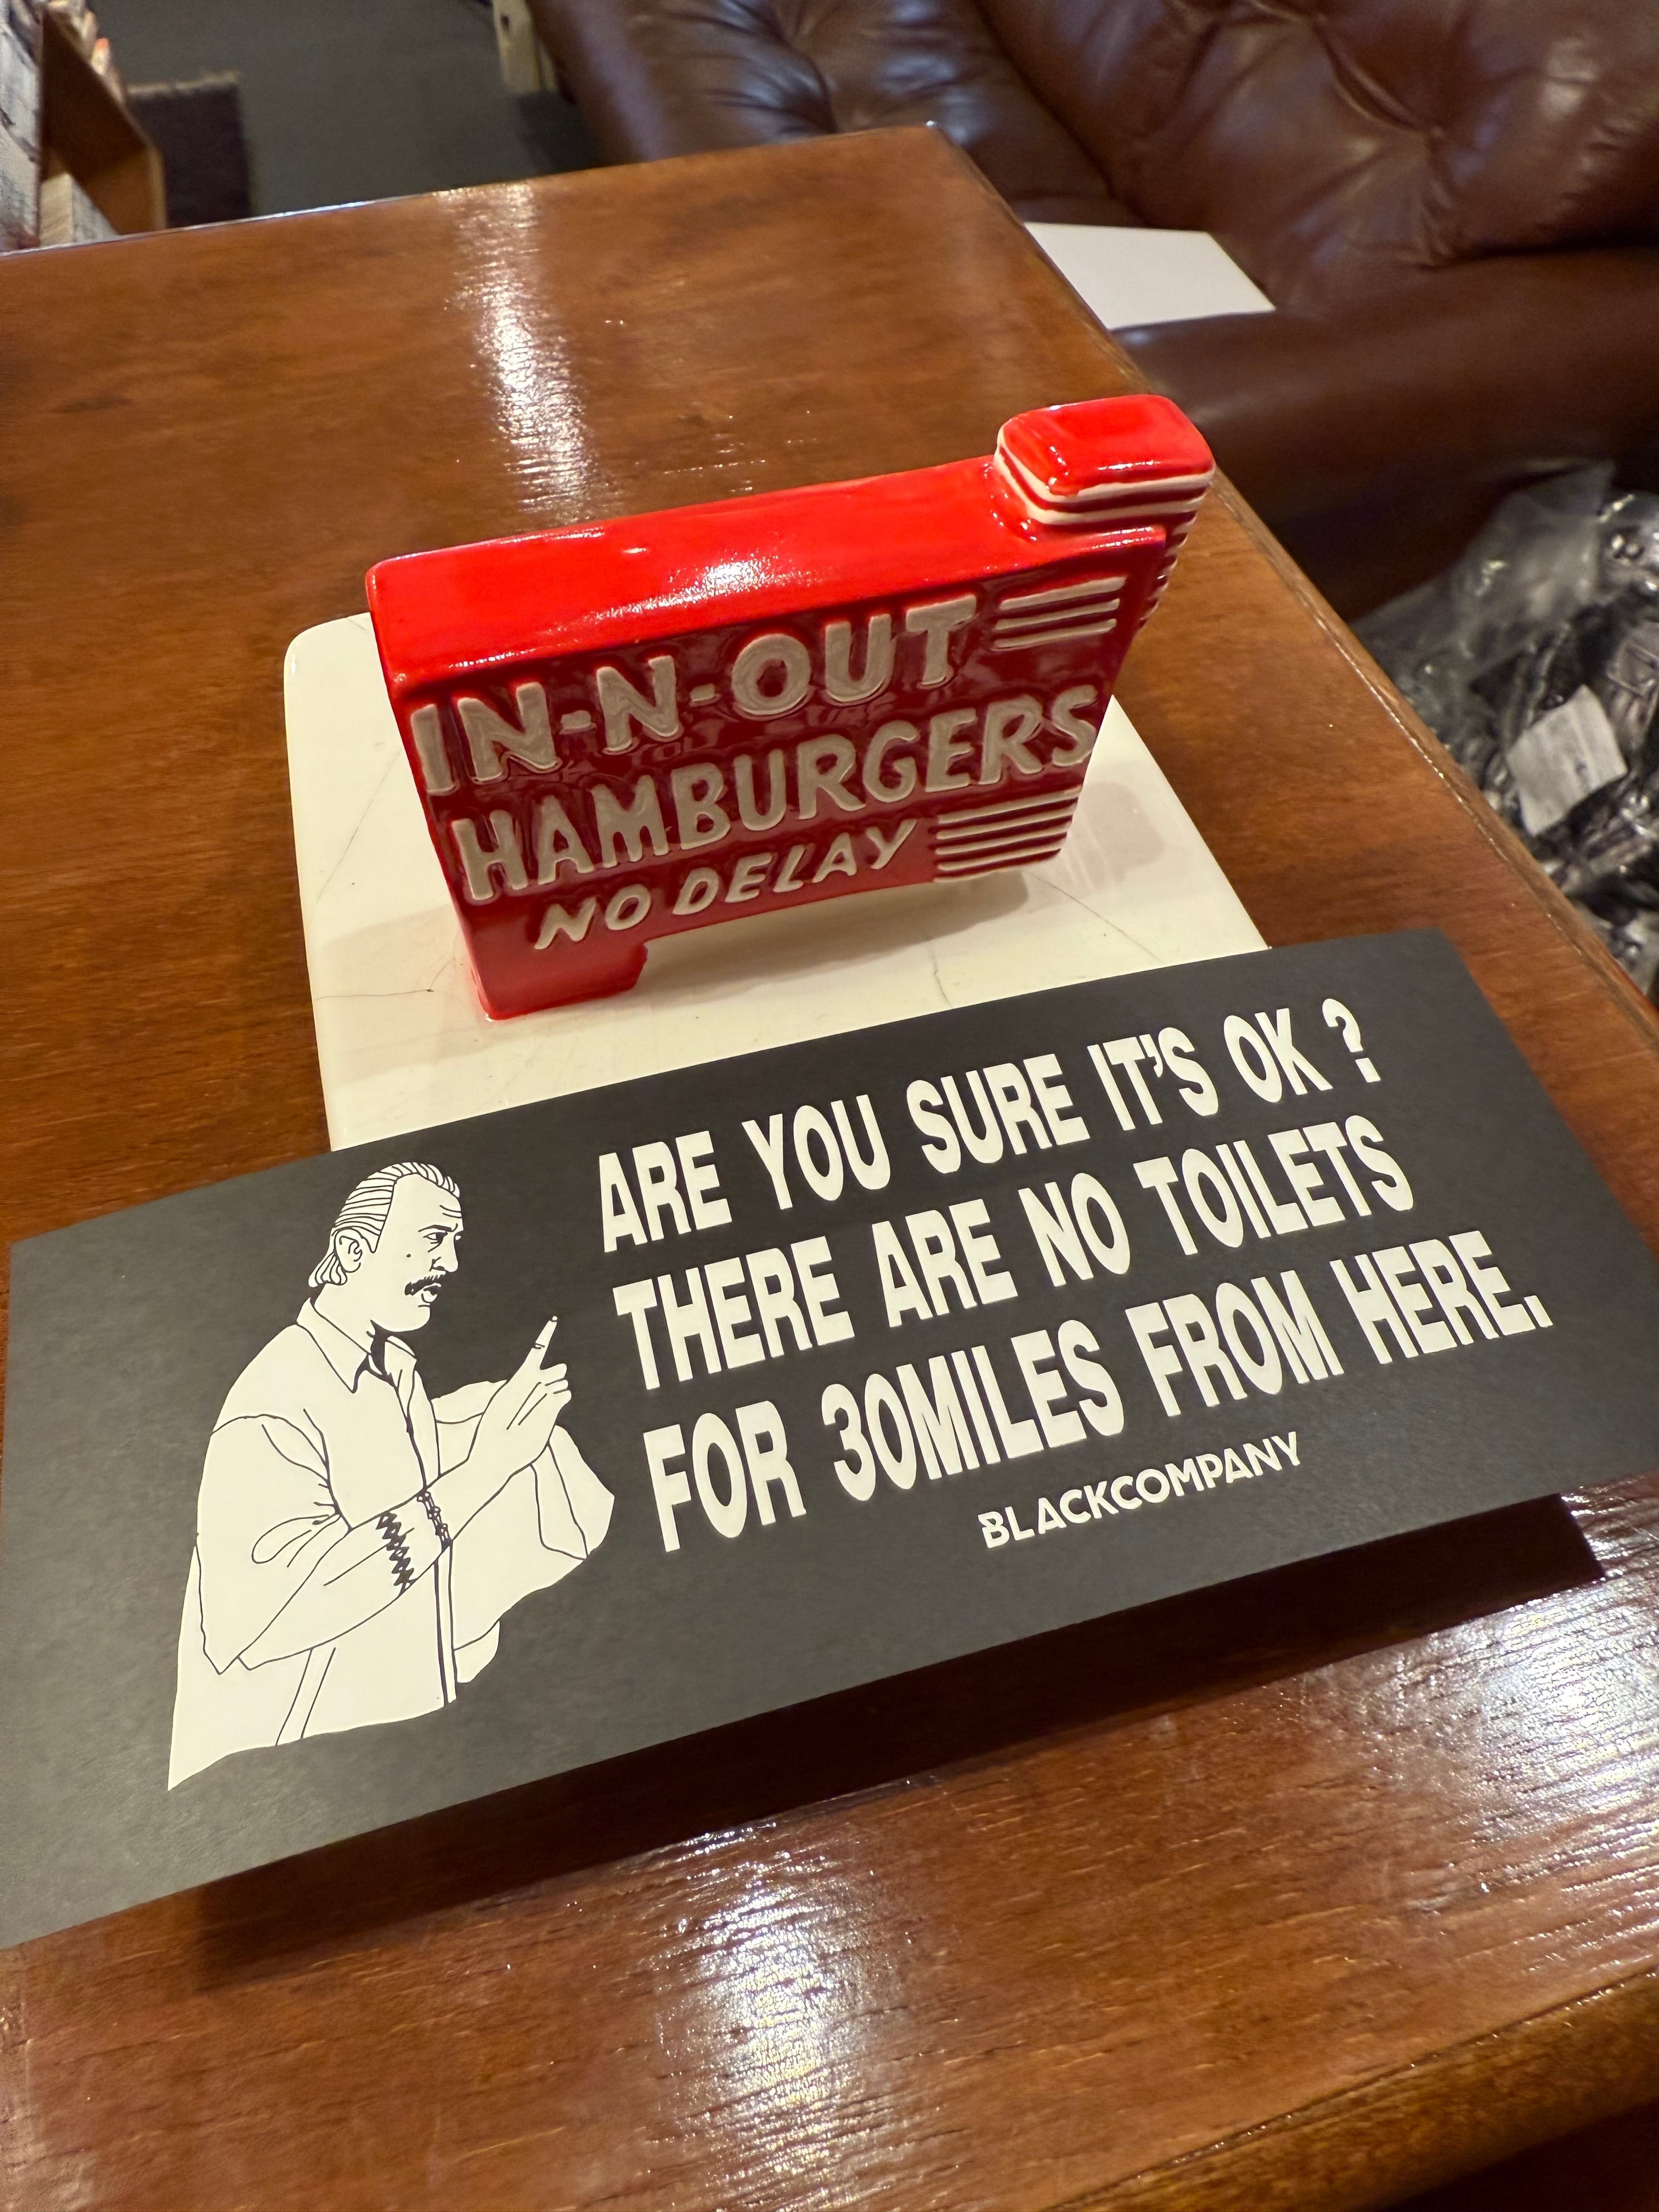 IN-N-OUT
HAMBURGERS
NO DELAY
ARE YOU SURE IT'S OK ?
THERE ARE NO TOILETS
FOR 30MILES FROM HERE.
BLACKCOMPANY